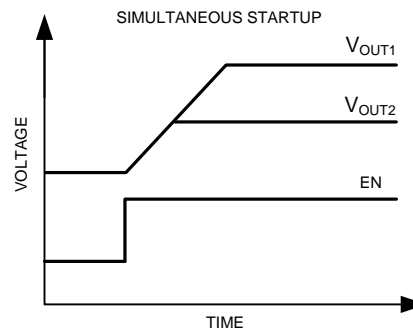 SIMULTANEOUS STARTUP
VOUT1
VOUT2
VOLTAGE
EN
TIME